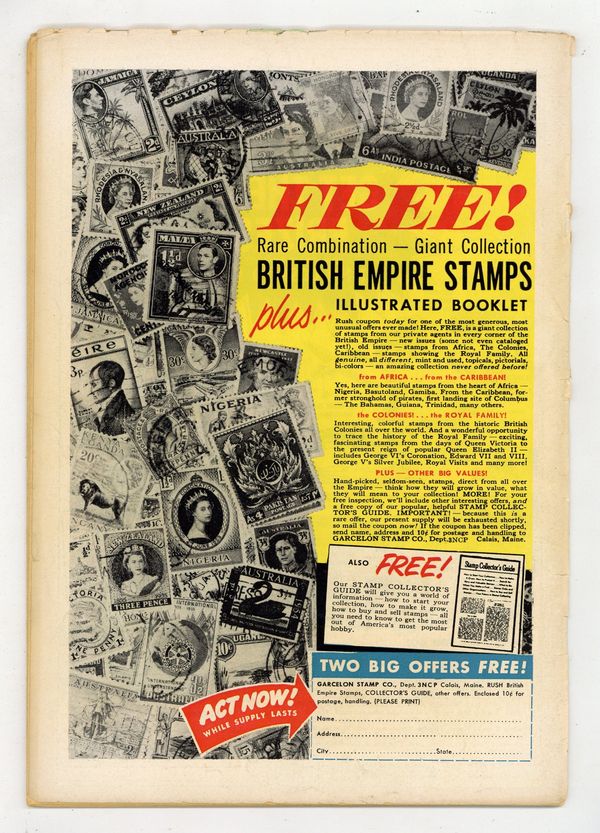 JAMAICA
CEYLON
AUSTRALIA
RHODESIA & NYASALAND
UGANDA
CEYLON
6As
INDIA POSTAGE
NEW ZEALAND
MALTA
ÉIRE
3p
30c
30c
PAKISTAN
NIGERIA
AUSTRALIA
THREE PENCE
AUSTRALIA
UGANDA
10c
ONE PENNY
AUSTRALIA
FREE!
Rare Combination — Giant Collection
BRITISH EMPIRE STAMPS
plus... ILLUSTRATED BOOKLET
Rush coupon today for one of the most generous, most
unusual offers ever made! Here, FREE, is a giant collection
of stamps from our private agents in every corner of the
British Empire — new issues (some not even cataloged
yet!), old issues — stamps from Africa, The Colonies,
Caribbean — stamps showing the Royal Family. All
genuine, all different, mint and used, topicals, pictorials,
bi-colors — an amazing collection never offered before!
from AFRICA . . . from the CARIBBEAN!
Yes, here are beautiful stamps from the heart of Africa —
Nigeria, Basutoland, Gamiba. From the Caribbean, for-
mer stronghold of pirates, first landing site of Columbus
— The Bahamas, Guiana, Trinidad, many others.
the COLONIES! . . . the ROYAL FAMILY!
Interesting, colorful stamps from the historic British
Colonies all over the world. And a wonderful opportunity
to trace the history of the Royal Family — exciting,
fascinating stamps from the days of Queen Victoria to
the present reign of popular Queen Elizabeth II —
includes George VI's Coronation, Edward VII and VIII,
George V's Silver Jubilee, Royal Visits and many more!
PLUS — OTHER BIG VALUES!
Hand-picked, seldom-seen, stamps, direct from all over
the Empire — think how they will grow in value, what
they will mean to your collection! MORE! For your
free inspection, we'll include other interesting offers, and
a free copy of our popular, helpful STAMP COLLEC-
TOR'S GUIDE. IMPORTANT! — because this is a
rare offer, our present supply will be exhausted shortly,
so mail the coupon now! If the coupon has been clipped,
send name, address and 10¢ for postage and handling to
GARCELON STAMP CO., Dept. 3NCP Calais, Maine.
ALSO FREE!
Our STAMP COLLECTOR'S
GUIDE will give you a world of
information — how to start your
collection, how to make it grow,
how to buy and sell stamps — all
you need to know to get the most
out of America's most popular
hobby.
Stamp Collector's Guide
TWO BIG OFFERS FREE!
GARCELON STAMP CO., Dept. 3NCP Calais, Maine. RUSH British
Empire Stamps, COLLECTOR'S GUIDE, other offers. Enclosed 10¢ for
postage, handling. (PLEASE PRINT)
Name
Address
City State
ACT NOW!
WHILE SUPPLY LASTS